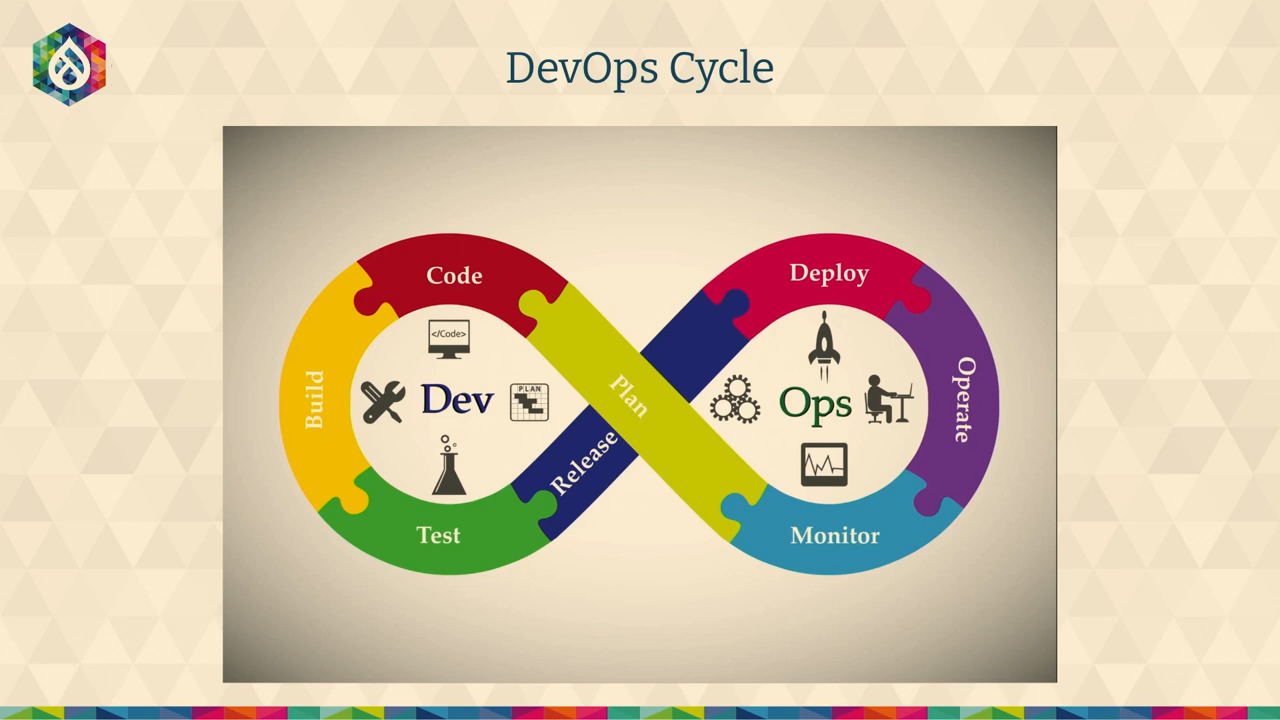 DevOps Cycle
Code
Deploy
</Code>
Build
Dev
PLAN
Plan
Ops
Operate
Release
Test
Monitor